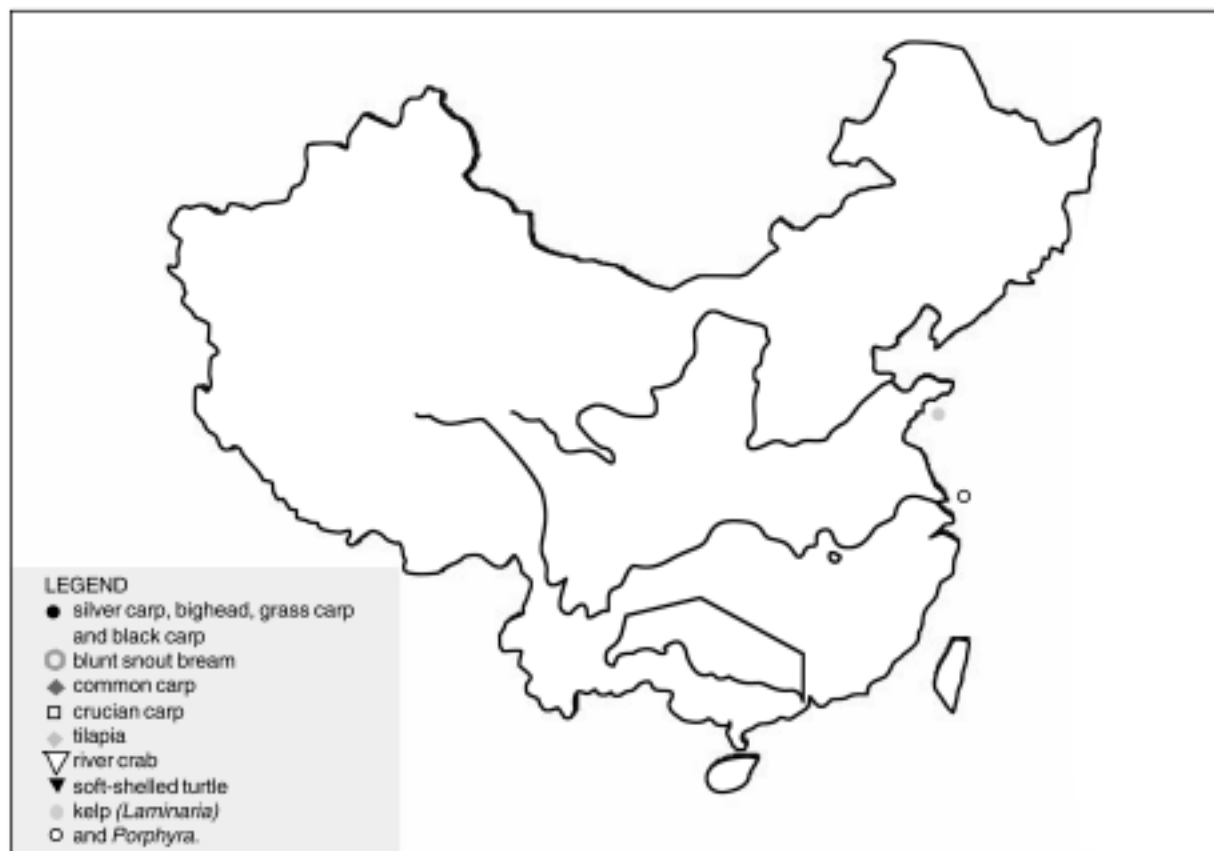 LEGEND
silver carp, bighead, grass carp
and black carp
blunt snout bream
common carp
crucian carp
tilapia
river crab
soft-shelled turtle
kelp (Laminaria)
and Porphyra.